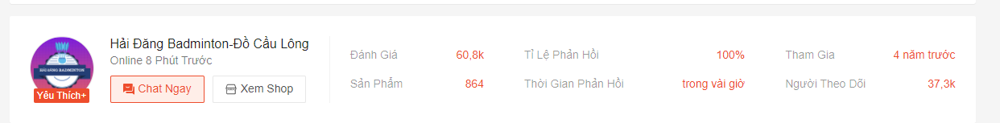 Hải Đăng Badminton-Đồ Cầu Lông
Online 8 Phút Trước
HẢI ĐĂNG BADMINTON
Yêu Thích+
Chat Ngay
Xem Shop
Đánh Giá 60,8k
Tỉ Lệ Phản Hồi 100%
Tham Gia 4 năm trước
Sản Phẩm 864
Thời Gian Phản Hồi trong vài giờ
Người Theo Dõi 37,3k